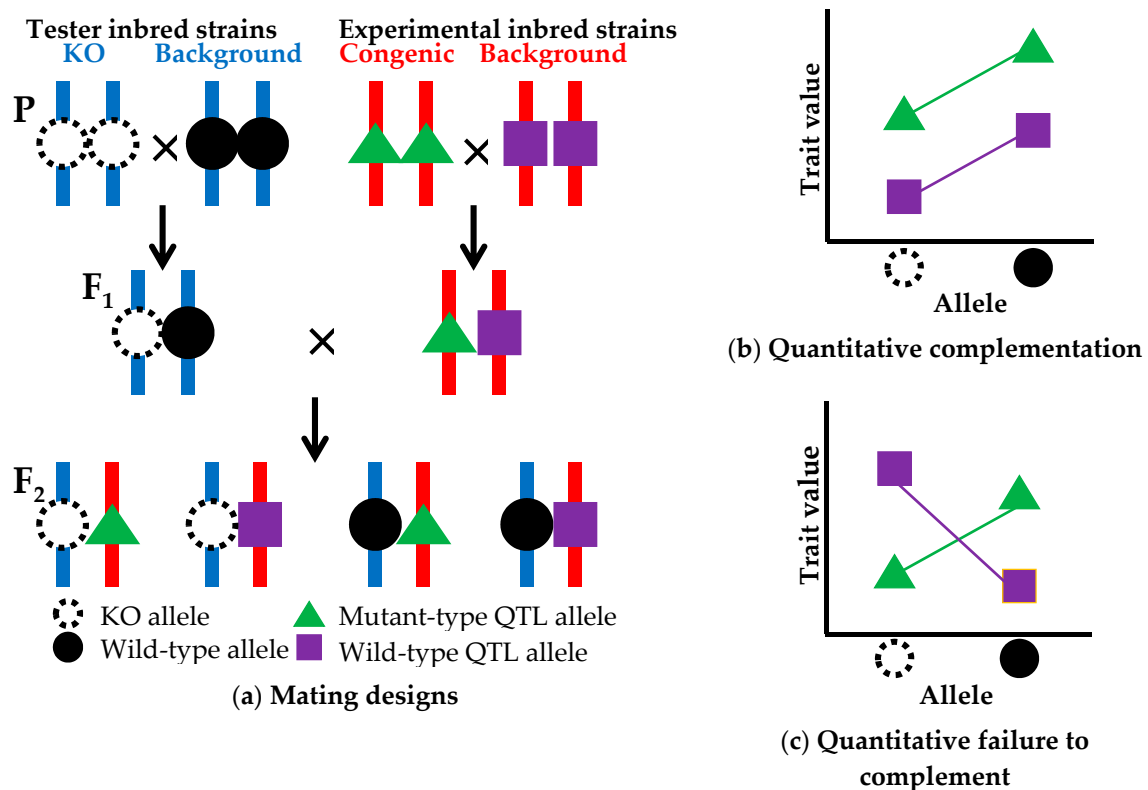 Tester inbred strains
Experimental inbred strains
KO
Background
Congenic
Background
P
F1
F2
KO allele
Mutant-type QTL allele
Wild-type allele
Wild-type QTL allele
(a) Mating designs
Trait value
Allele
(b) Quantitative complementation
Trait value
Allele
(c) Quantitative failure to
complement